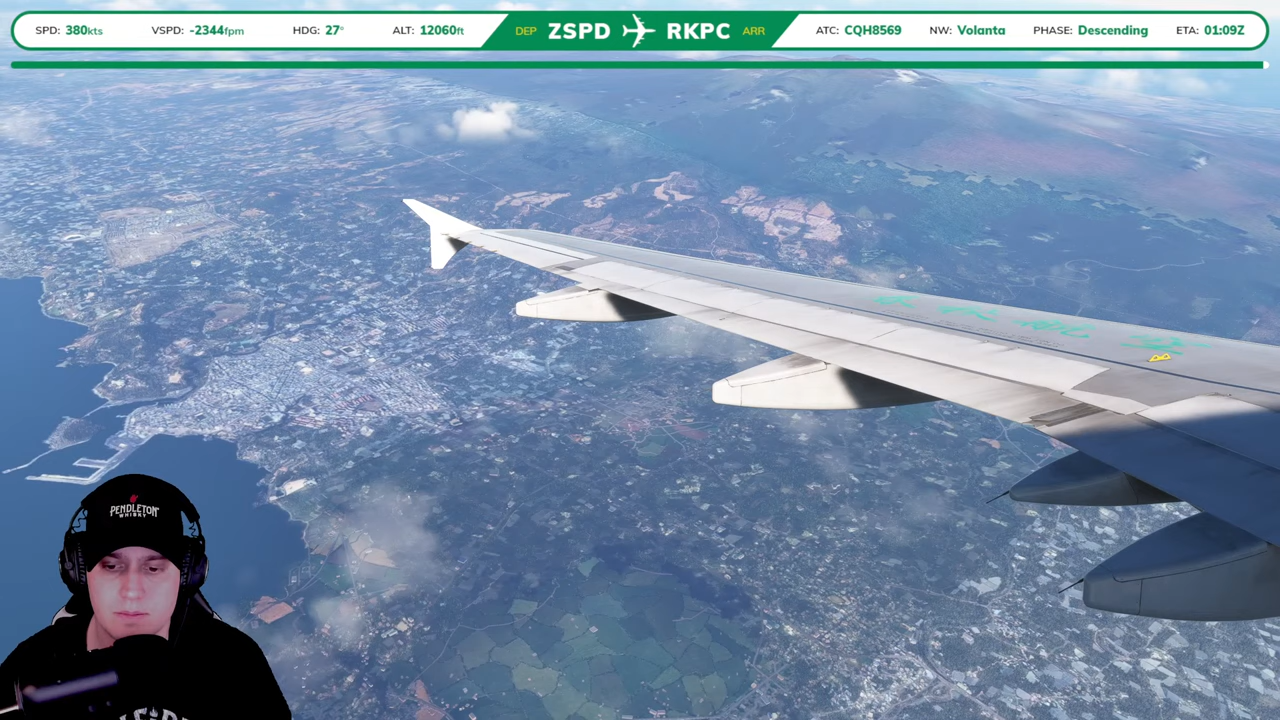 SPD: 380kts VSPD: -2344fpm HDG: 27° ALT: 12060ft DEP ZSPD RKPC ARR ATC: CQH8569 NW: Volanta PHASE: Descending ETA: 01:09Z
PENDLETON
WHISKY